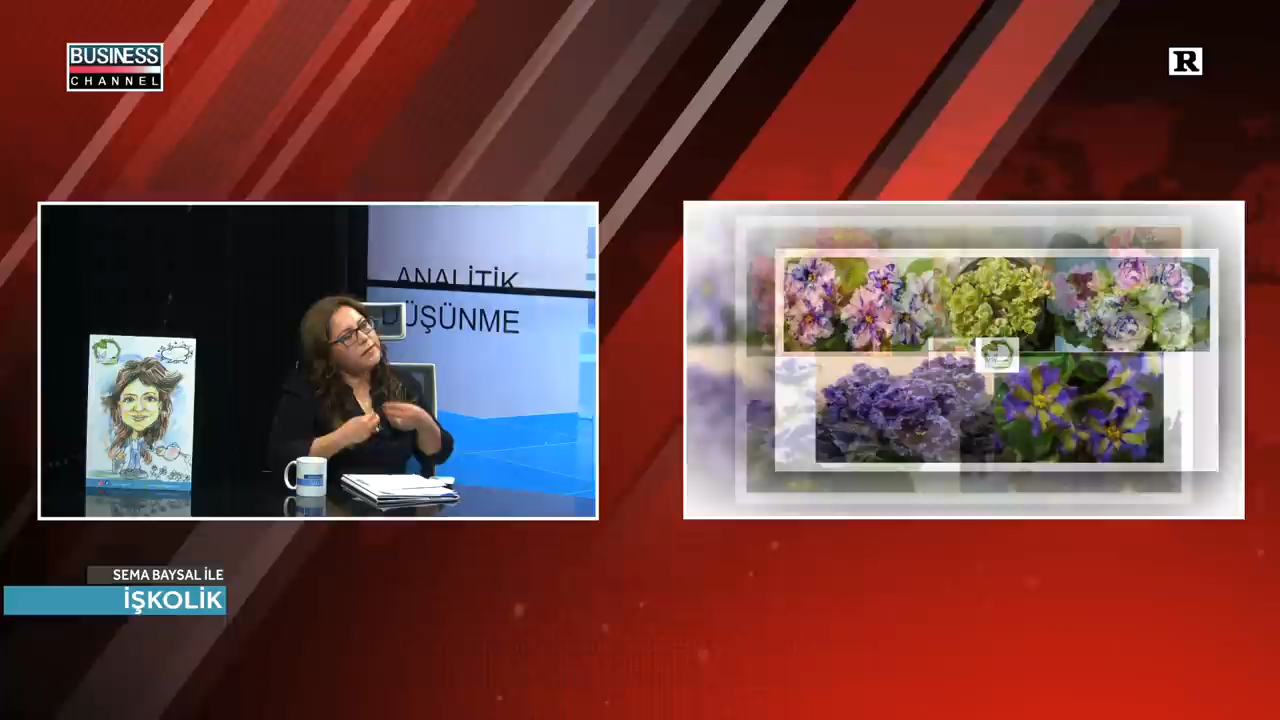 BUSINESS
CHANNEL
R
ANALİTİK
DÜŞÜNME
SEMA BAYSAL İLE
İŞKOLİK